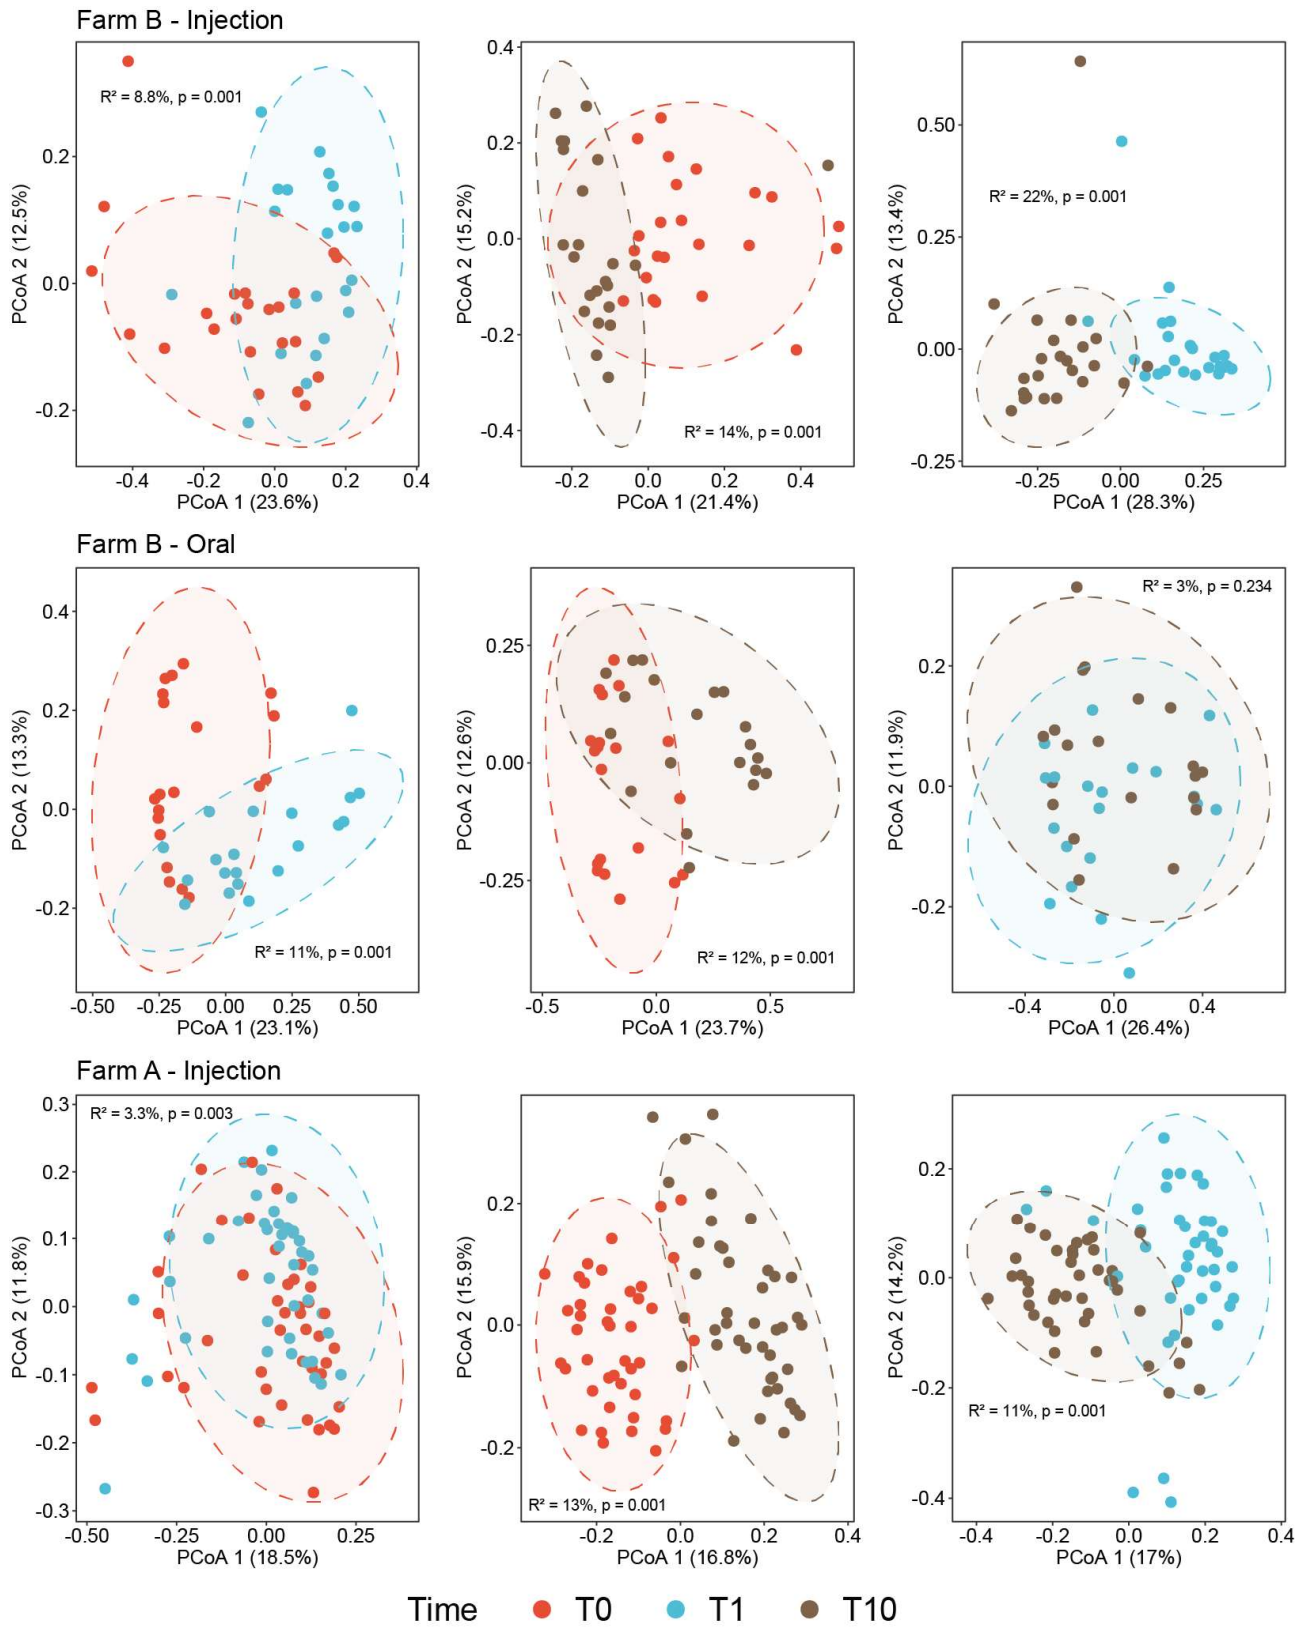 Farm B - Injection
R² = 8.8%, p = 0.001
PCoA 2 (12.5%)
0.2
0.0
-0.2
-0.4
-0.2
0.0
0.2
0.4
PCoA 1 (23.6%)
PCoA 2 (15.2%)
0.4
0.2
0.0
-0.2
-0.4
R² = 14%, p = 0.001
-0.2
0.0
0.2
0.4
PCoA 1 (21.4%)
PCoA 2 (13.4%)
0.50
0.25
0.00
-0.25
R² = 22%, p = 0.001
-0.25
0.00
0.25
PCoA 1 (28.3%)
Farm B - Oral
PCoA 2 (13.3%)
0.4
0.2
0.0
-0.2
R² = 11%, p = 0.001
-0.50
-0.25
0.00
0.25
0.50
PCoA 1 (23.1%)
PCoA 2 (12.6%)
0.25
0.00
-0.25
R² = 12%, p = 0.001
-0.5
0.0
0.5
PCoA 1 (23.7%)
R² = 3%, p = 0.234
PCoA 2 (11.9%)
0.2
0.0
-0.2
-0.4
0.0
0.4
PCoA 1 (26.4%)
Farm A - Injection
R² = 3.3%, p = 0.003
PCoA 2 (11.8%)
0.3
0.2
0.1
0.0
-0.1
-0.2
-0.3
-0.50
-0.25
0.00
0.25
PCoA 1 (18.5%)
PCoA 2 (15.9%)
0.2
0.0
-0.2
R² = 13%, p = 0.001
-0.2
0.0
0.2
0.4
PCoA 1 (16.8%)
PCoA 2 (14.2%)
0.2
0.0
-0.2
-0.4
R² = 11%, p = 0.001
-0.4
-0.2
0.0
0.2
0.4
PCoA 1 (17%)
Time T0 T1 T10